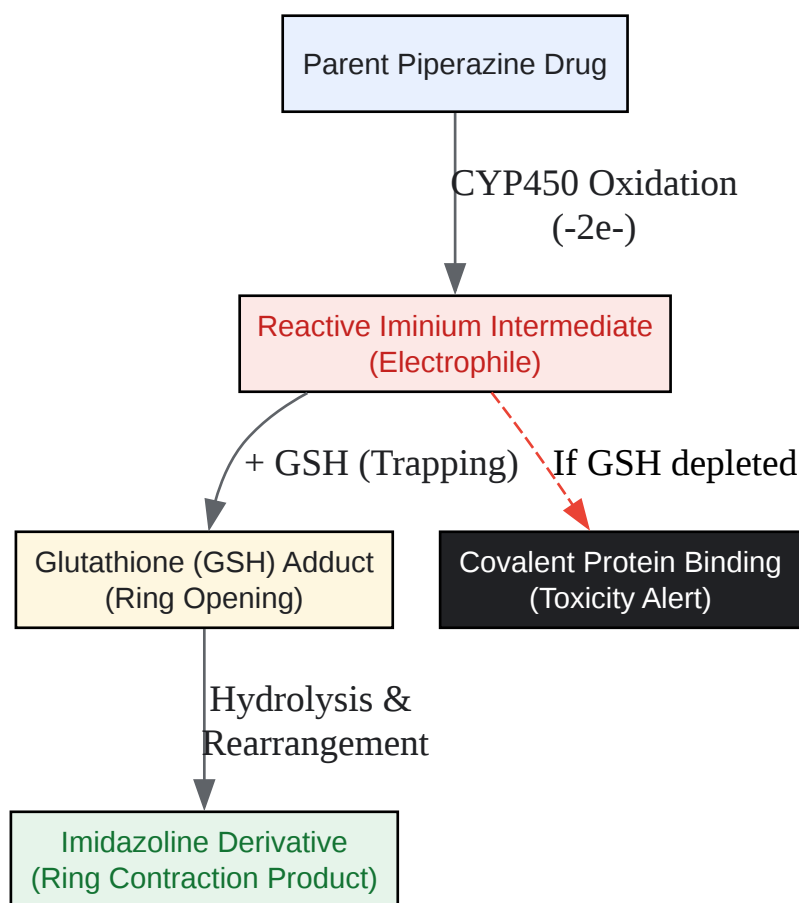 Parent Piperazine Drug
CYP450 Oxidation
(-2e-)
Reactive Iminium Intermediate
(Electrophile)
+ GSH (Trapping)
If GSH depleted
Glutathione (GSH) Adduct
(Ring Opening)
Covalent Protein Binding
(Toxicity Alert)
Hydrolysis &
Rearrangement
Imidazoline Derivative
(Ring Contraction Product)